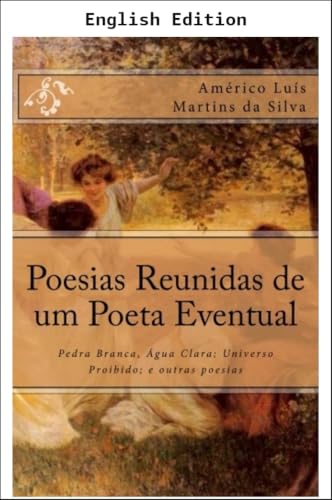 English Edition
Américo Luís
Martins da Silva
Poesias Reunidas de
um Poeta Eventual
Pedra Branca, Água Clara; Universo
Proibido; e outras poesias